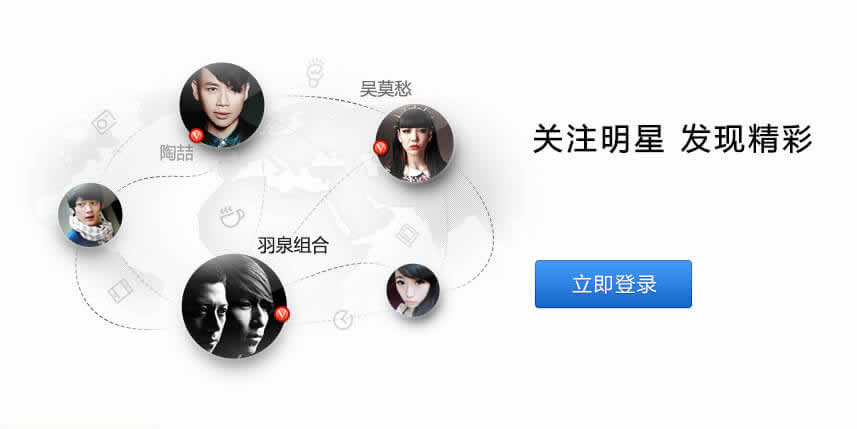 吴莫愁
关注明星 发现精彩
陶喆
羽泉组合
立即登录